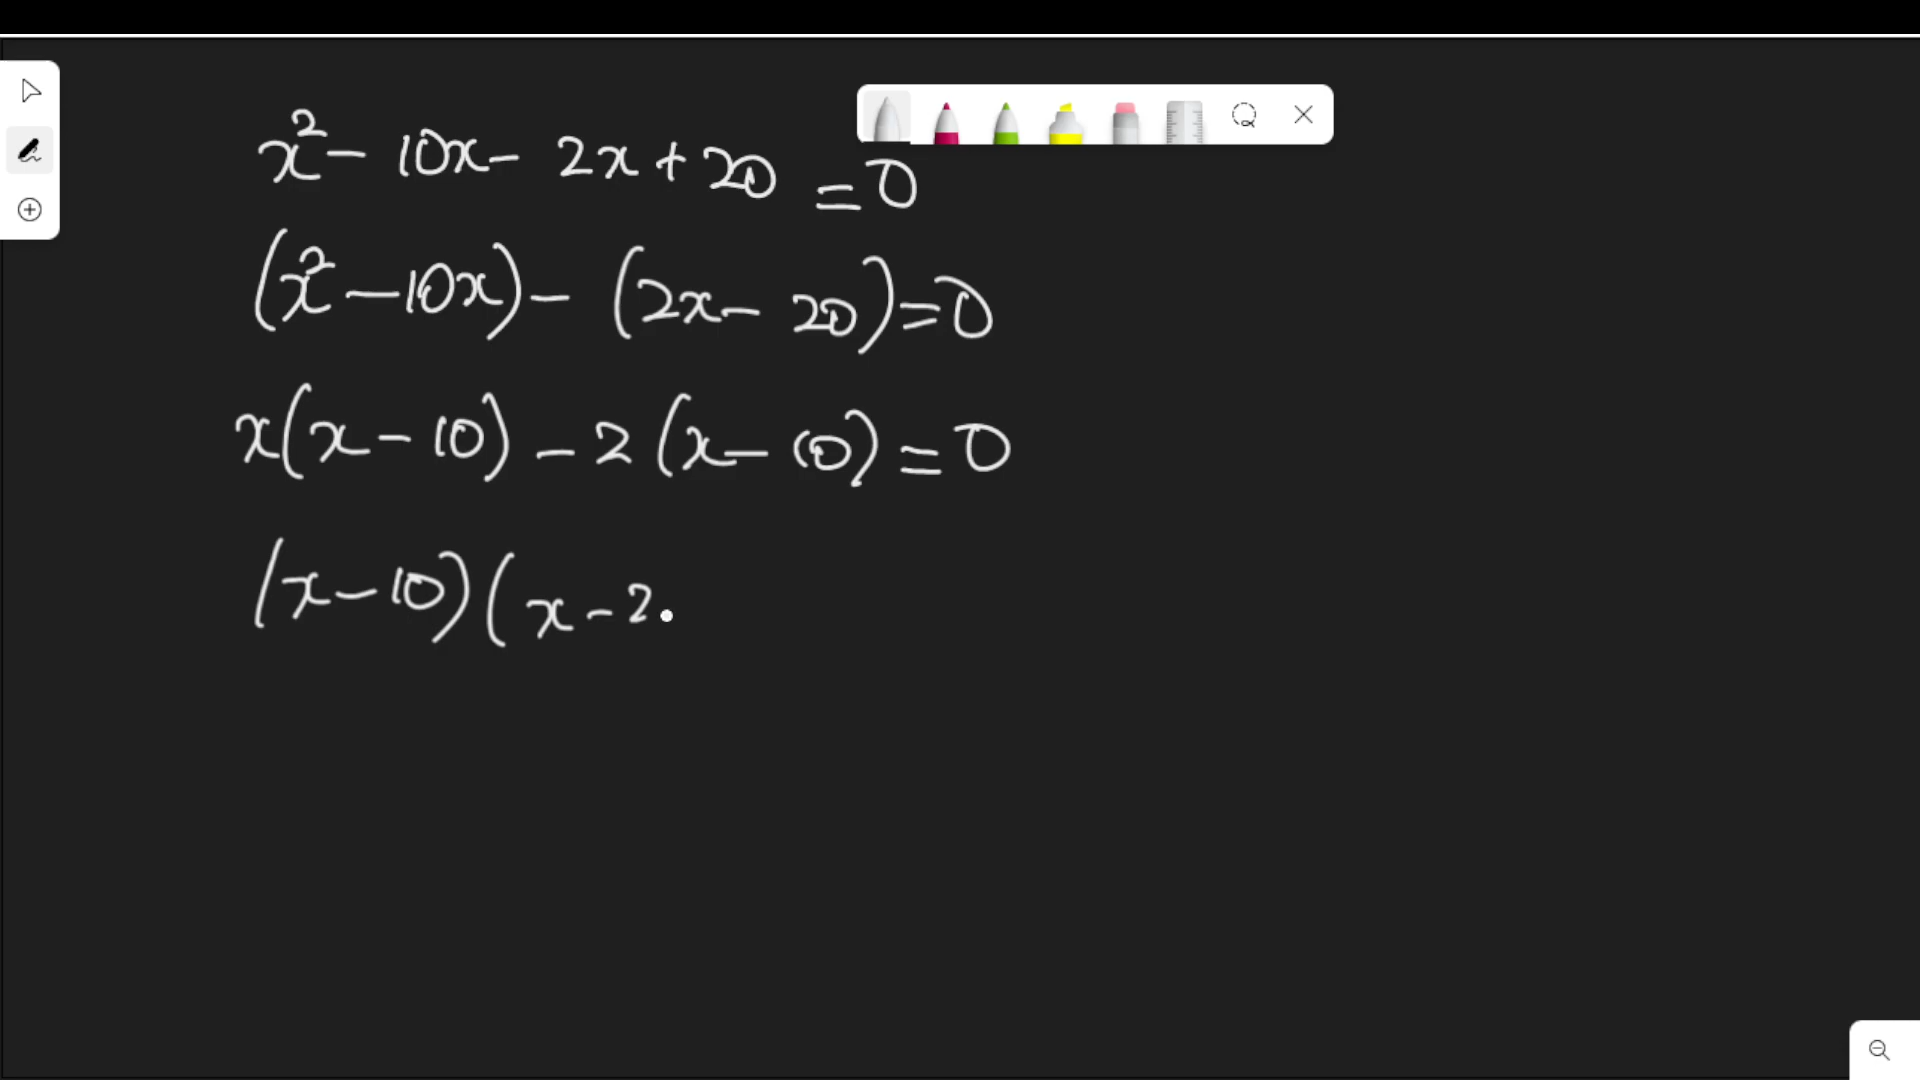 x² - 10x - 2x + 20 = 0
(x² - 10x) - (2x - 20) = 0
x(x - 10) - 2(x - 10) = 0
(x - 10)(x - 2